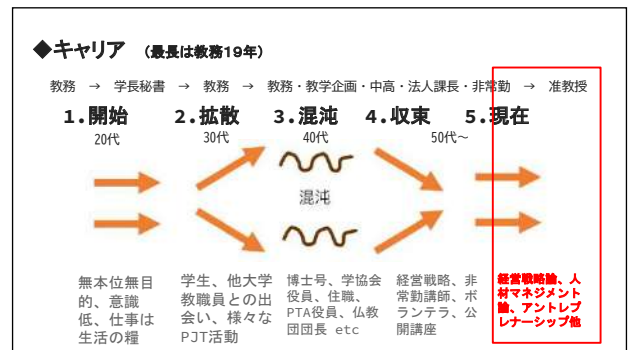 ◆キャリア （最長は教務19年）
教務 → 学長秘書 → 教務 → 教務・教学企画・中高・法人課長・非常勤 → 准教授
1.開始 2.拡散 3.混沌 4.収束 5.現在
20代 30代 40代 50代～
混沌
無本位無目
的、意識
低、仕事は
生活の糧
学生、他大学
教職員との出
会い、様々な
PJT活動
博士号、学協会
役員、住職、
PTA役員、仏教
団団長 etc
経営戦略、非
常勤講師、ボ
ランテラ、公
開講座
経営戦略論、人
材マネジメント
論、アントレプ
レナーシップ他